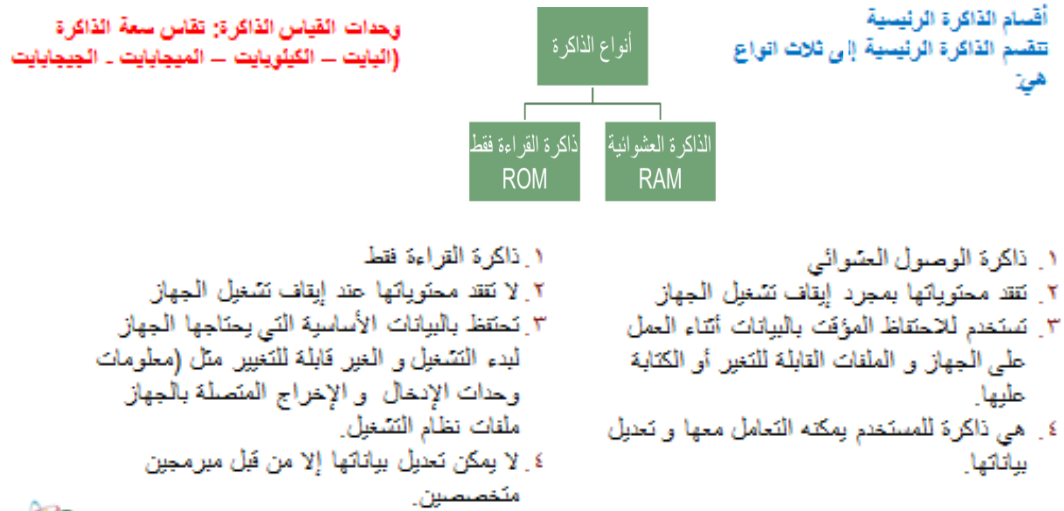 أقسام الذاكرة الرئيسية
تنقسم الذاكرة الرئيسية إلى ثلاث انواع
هي:
وحدات القياس الذاكرة: تقاس سعة الذاكرة
(البايت – الكيلوبايت – الميجابايت - الجيجابايت
أنواع الذاكرة
الذاكرة العشوائية
RAM
ذاكرة القراءة فقط
ROM
١. ذاكرة الوصول العشوائي
٢. تفقد محتوياتها بمجرد إيقاف تشغيل الجهاز
٣. تستخدم للاحتفاظ المؤقت بالبيانات أثناء العمل
على الجهاز و الملفات القابلة للتغير أو الكتابة
عليها.
٤. هي ذاكرة للمستخدم يمكنه التعامل معها و تعديل
بياناتها.
١. ذاكرة القراءة فقط
٢. لا تفقد محتوياتها عند إيقاف تشغيل الجهاز
٣. تحتفظ بالبيانات الأساسية التي يحتاجها الجهاز
لبدء التشغيل و الغير قابلة للتغيير مثل (معلومات
وحدات الإدخال و الإخراج المتصلة بالجهاز
ملفات نظام التشغيل.
٤. لا يمكن تعديل بياناتها إلا من قبل مبرمجين
متخصصين.